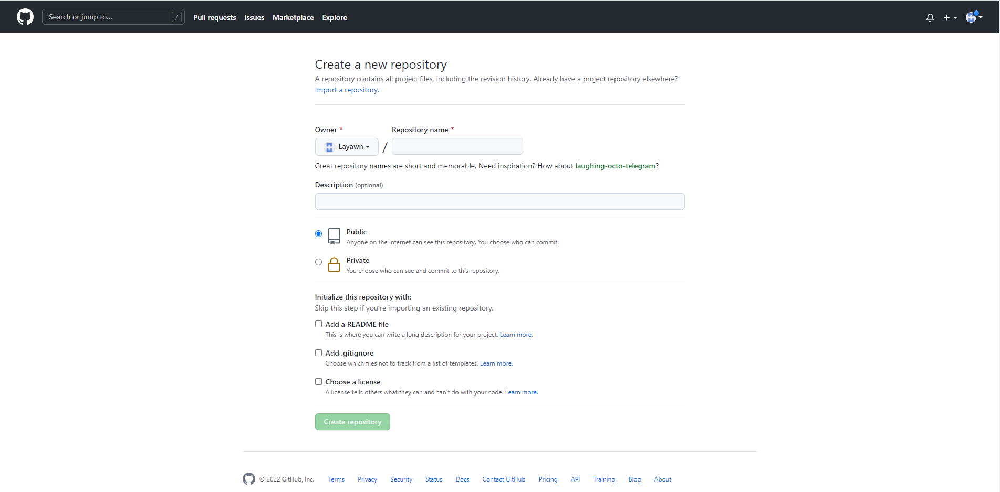 Search or jump to... / Pull requests Issues Marketplace Explore
Create a new repository
A repository contains all project files, including the revision history. Already have a project repository elsewhere?
Import a repository.
Owner * Repository name *
Layawn /
Great repository names are short and memorable. Need inspiration? How about laughing-octo-telegram?
Description (optional)
Public
Anyone on the internet can see this repository. You choose who can commit.
Private
You choose who can see and commit to this repository.
Initialize this repository with:
Skip this step if you're importing an existing repository.
Add a README file
This is where you can write a long description for your project. Learn more.
Add .gitignore
Choose which files not to track from a list of templates. Learn more.
Choose a license
A license tells others what they can and can't do with your code. Learn more.
Create repository
© 2022 GitHub, Inc. Terms Privacy Security Status Docs Contact GitHub Pricing API Training Blog About